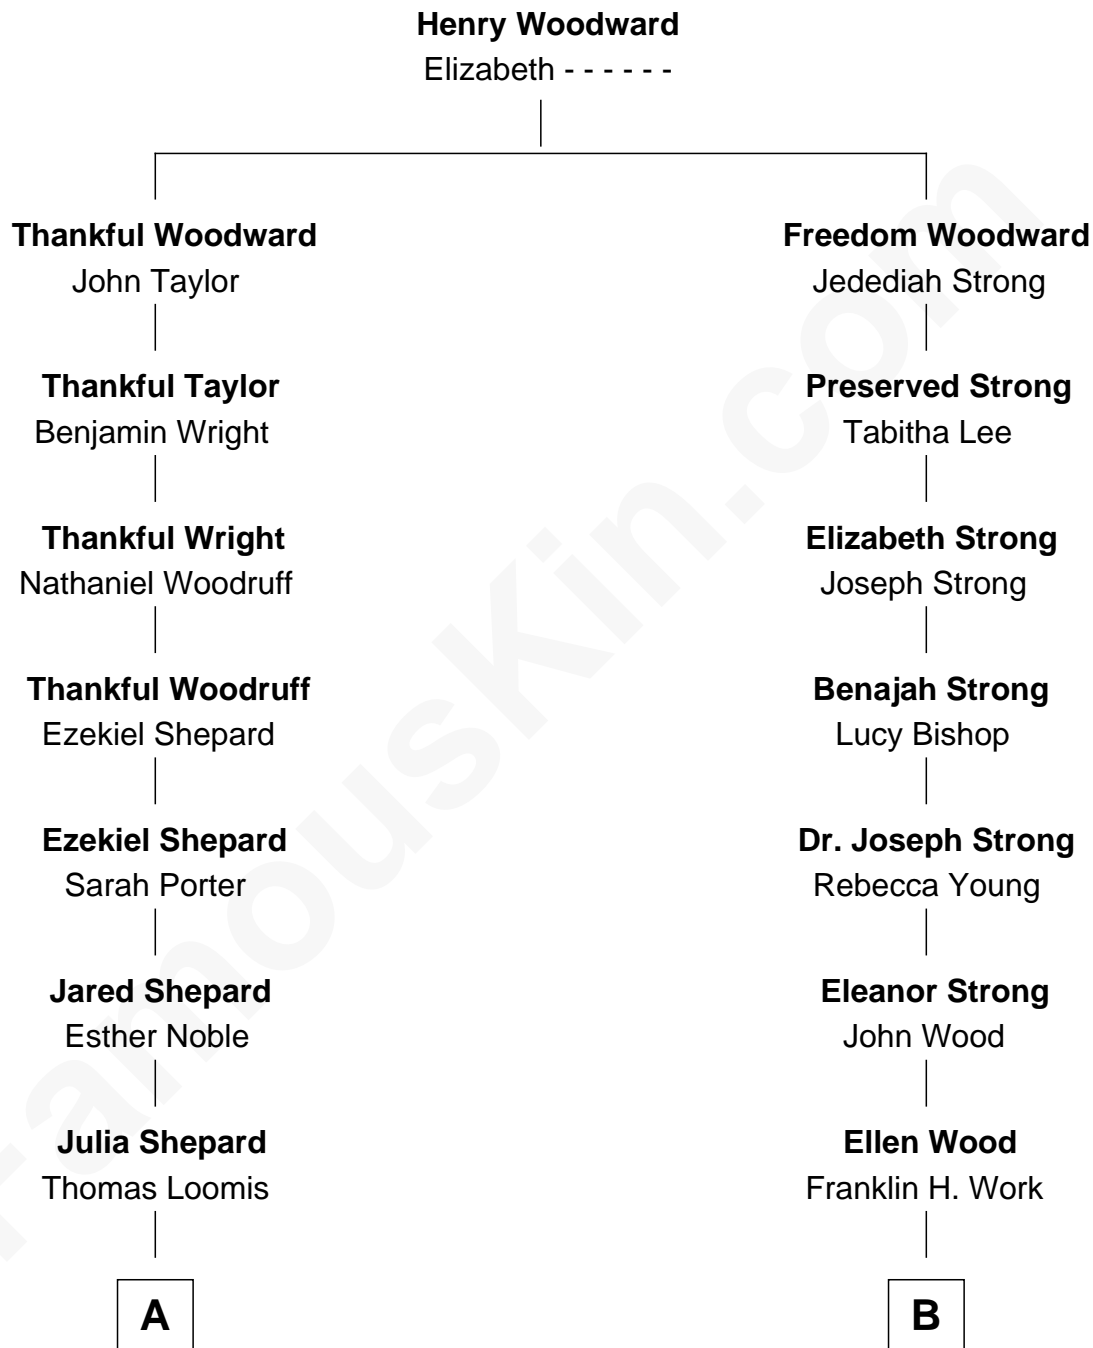 Henry Woodward
Elizabeth - - - - - -
Thankful Woodward
John Taylor
Freedom Woodward
Jedediah Strong
Thankful Taylor
Benjamin Wright
Preserved Strong
Tabitha Lee
Thankful Wright
Nathaniel Woodruff
Elizabeth Strong
Joseph Strong
Thankful Woodruff
Ezekiel Shepard
Benajah Strong
Lucy Bishop
Ezekiel Shepard
Sarah Porter
Dr. Joseph Strong
Rebecca Young
Jared Shepard
Esther Noble
Eleanor Strong
John Wood
Julia Shepard
Thomas Loomis
Ellen Wood
Franklin H. Work
A
B
FamousKin.com